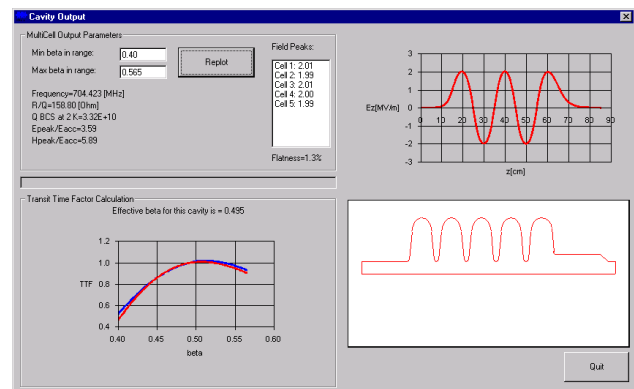 Cavity Output
MultiCell Output Parameters
Min beta in range: 0.40
Max beta in range: 0.565
Replot
Frequency=704.423 [MHz]
R/Q=158.80 [Ohm]
Q BCS at 2 K=3.32E+10
Epeak/Eacc=3.59
Hpeak/Eacc=5.89
Field Peaks:
Cell 1: 2.01
Cell 2: 1.99
Cell 3: 2.01
Cell 4: 2.00
Cell 5: 1.99
Flatness=1.3%
3
2
1
0
-1
-2
-3
Ez[MV/m]
0 10 20 30 40 50 60 70 80 90
z[cm]
Transit Time Factor Calculation
Effective beta for this cavity is = 0.495
1.2
1.0
TTF 0.8
0.6
0.4
0.40 0.45 0.50 0.55 0.60
beta
Quit